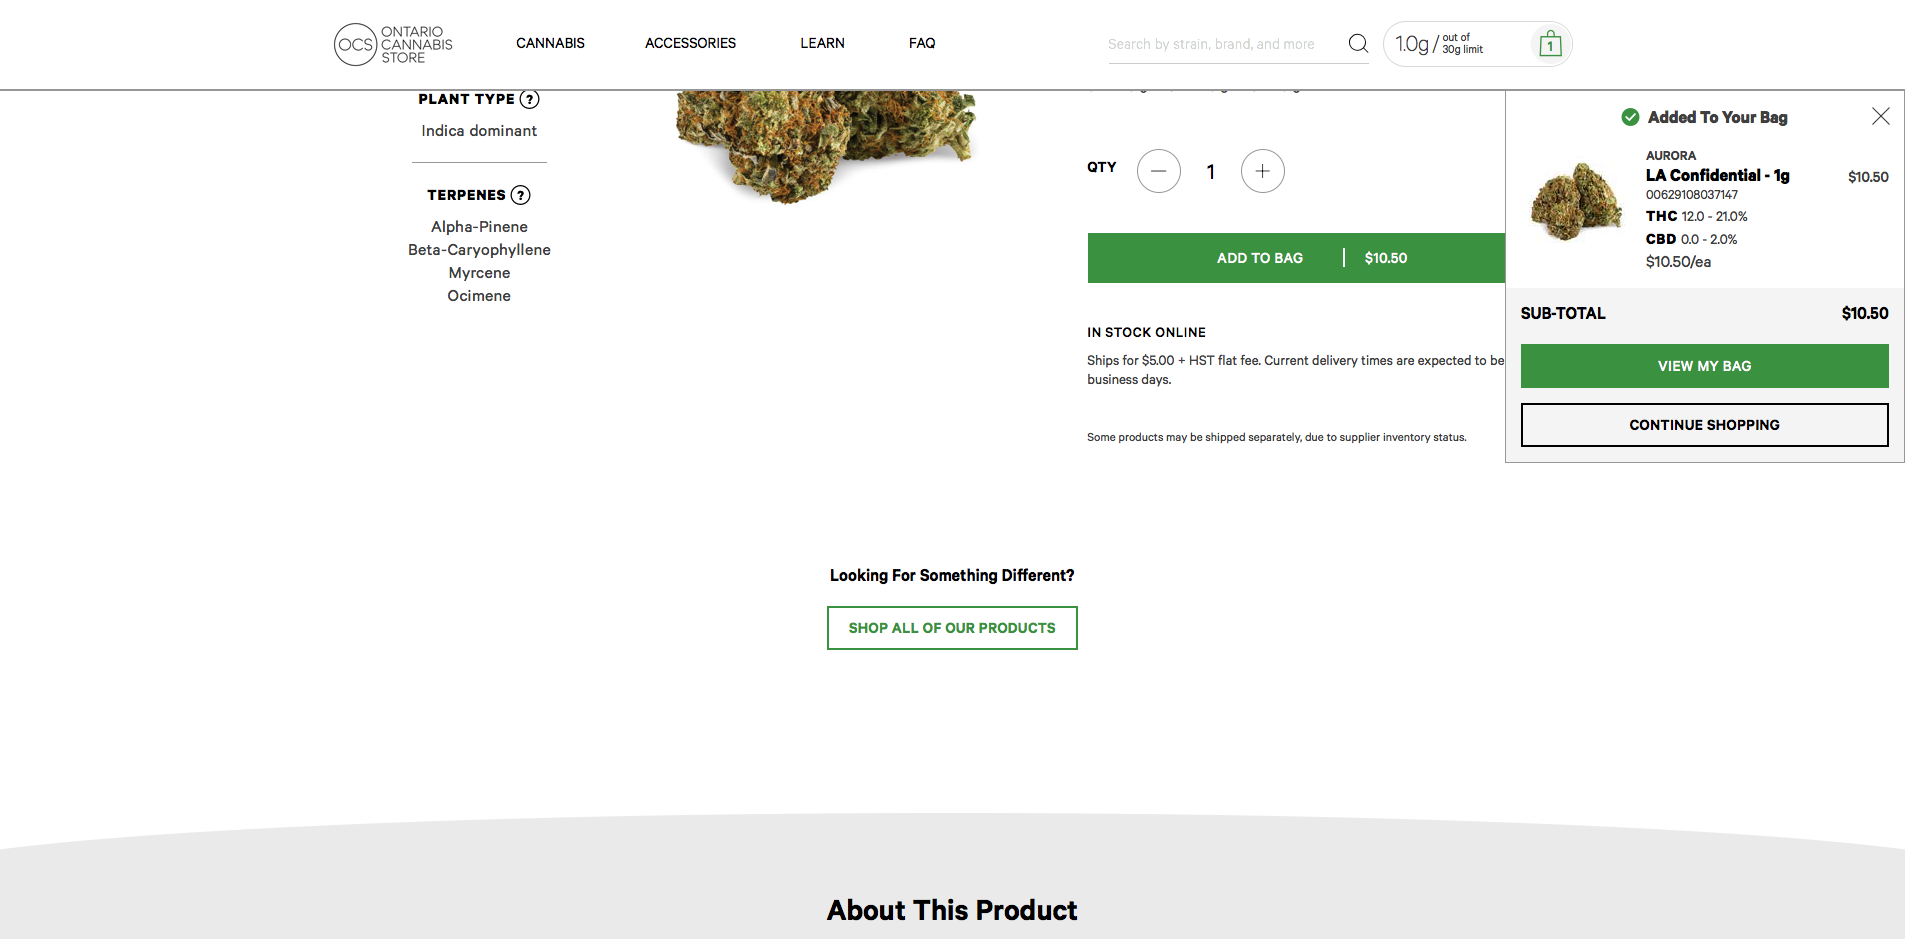 OCS
ONTARIO
CANNABIS
STORE
CANNABIS
ACCESSORIES
LEARN
FAQ
Search by strain, brand, and more
1.0g / out of
30g limit
1
PLANT TYPE ?
Indica dominant
TERPENES ?
Alpha-Pinene
Beta-Caryophyllene
Myrcene
Ocimene
QTY
1
ADD TO BAG
$10.50
IN STOCK ONLINE
Ships for $5.00 + HST flat fee. Current delivery times are expected to be
business days.
Some products may be shipped separately, due to supplier inventory status.
Added To Your Bag
AURORA
LA Confidential - 1g
$10.50
00629108037147
THC 12.0 - 21.0%
CBD 0.0 - 2.0%
$10.50/ea
SUB-TOTAL
$10.50
VIEW MY BAG
CONTINUE SHOPPING
Looking For Something Different?
SHOP ALL OF OUR PRODUCTS
About This Product